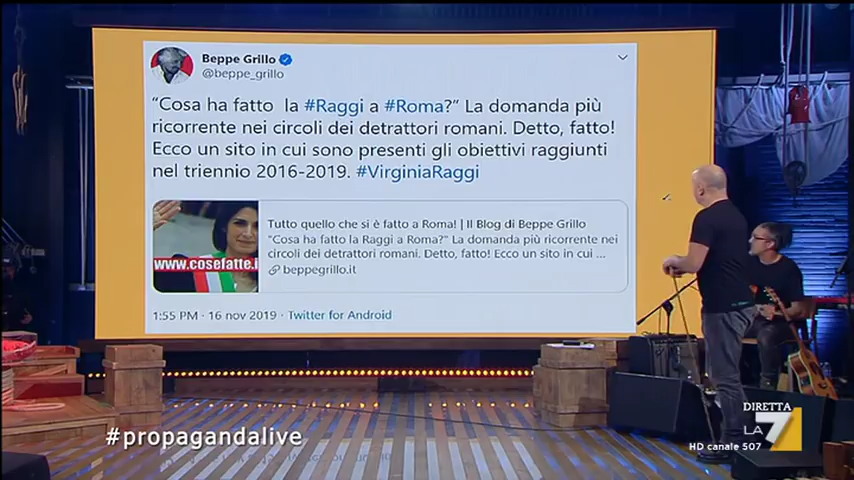 Beppe Grillo
@beppe_grillo
"Cosa ha fatto la #Raggi a #Roma?" La domanda più
ricorrente nei circoli dei detrattori romani. Detto, fatto!
Ecco un sito in cui sono presenti gli obiettivi raggiunti
nel triennio 2016-2019. #VirginiaRaggi
www.cosefatte.i
Tutto quello che si è fatto a Roma! | Il Blog di Beppe Grillo
"Cosa ha fatto la Raggi a Roma?" La domanda più ricorrente nei
circoli dei detrattori romani. Detto, fatto! Ecco un sito in cui ...
beppegrillo.it
1:55 PM · 16 nov 2019 · Twitter for Android
#propagandalive
DIRETTA
LA 7
HD canale 507